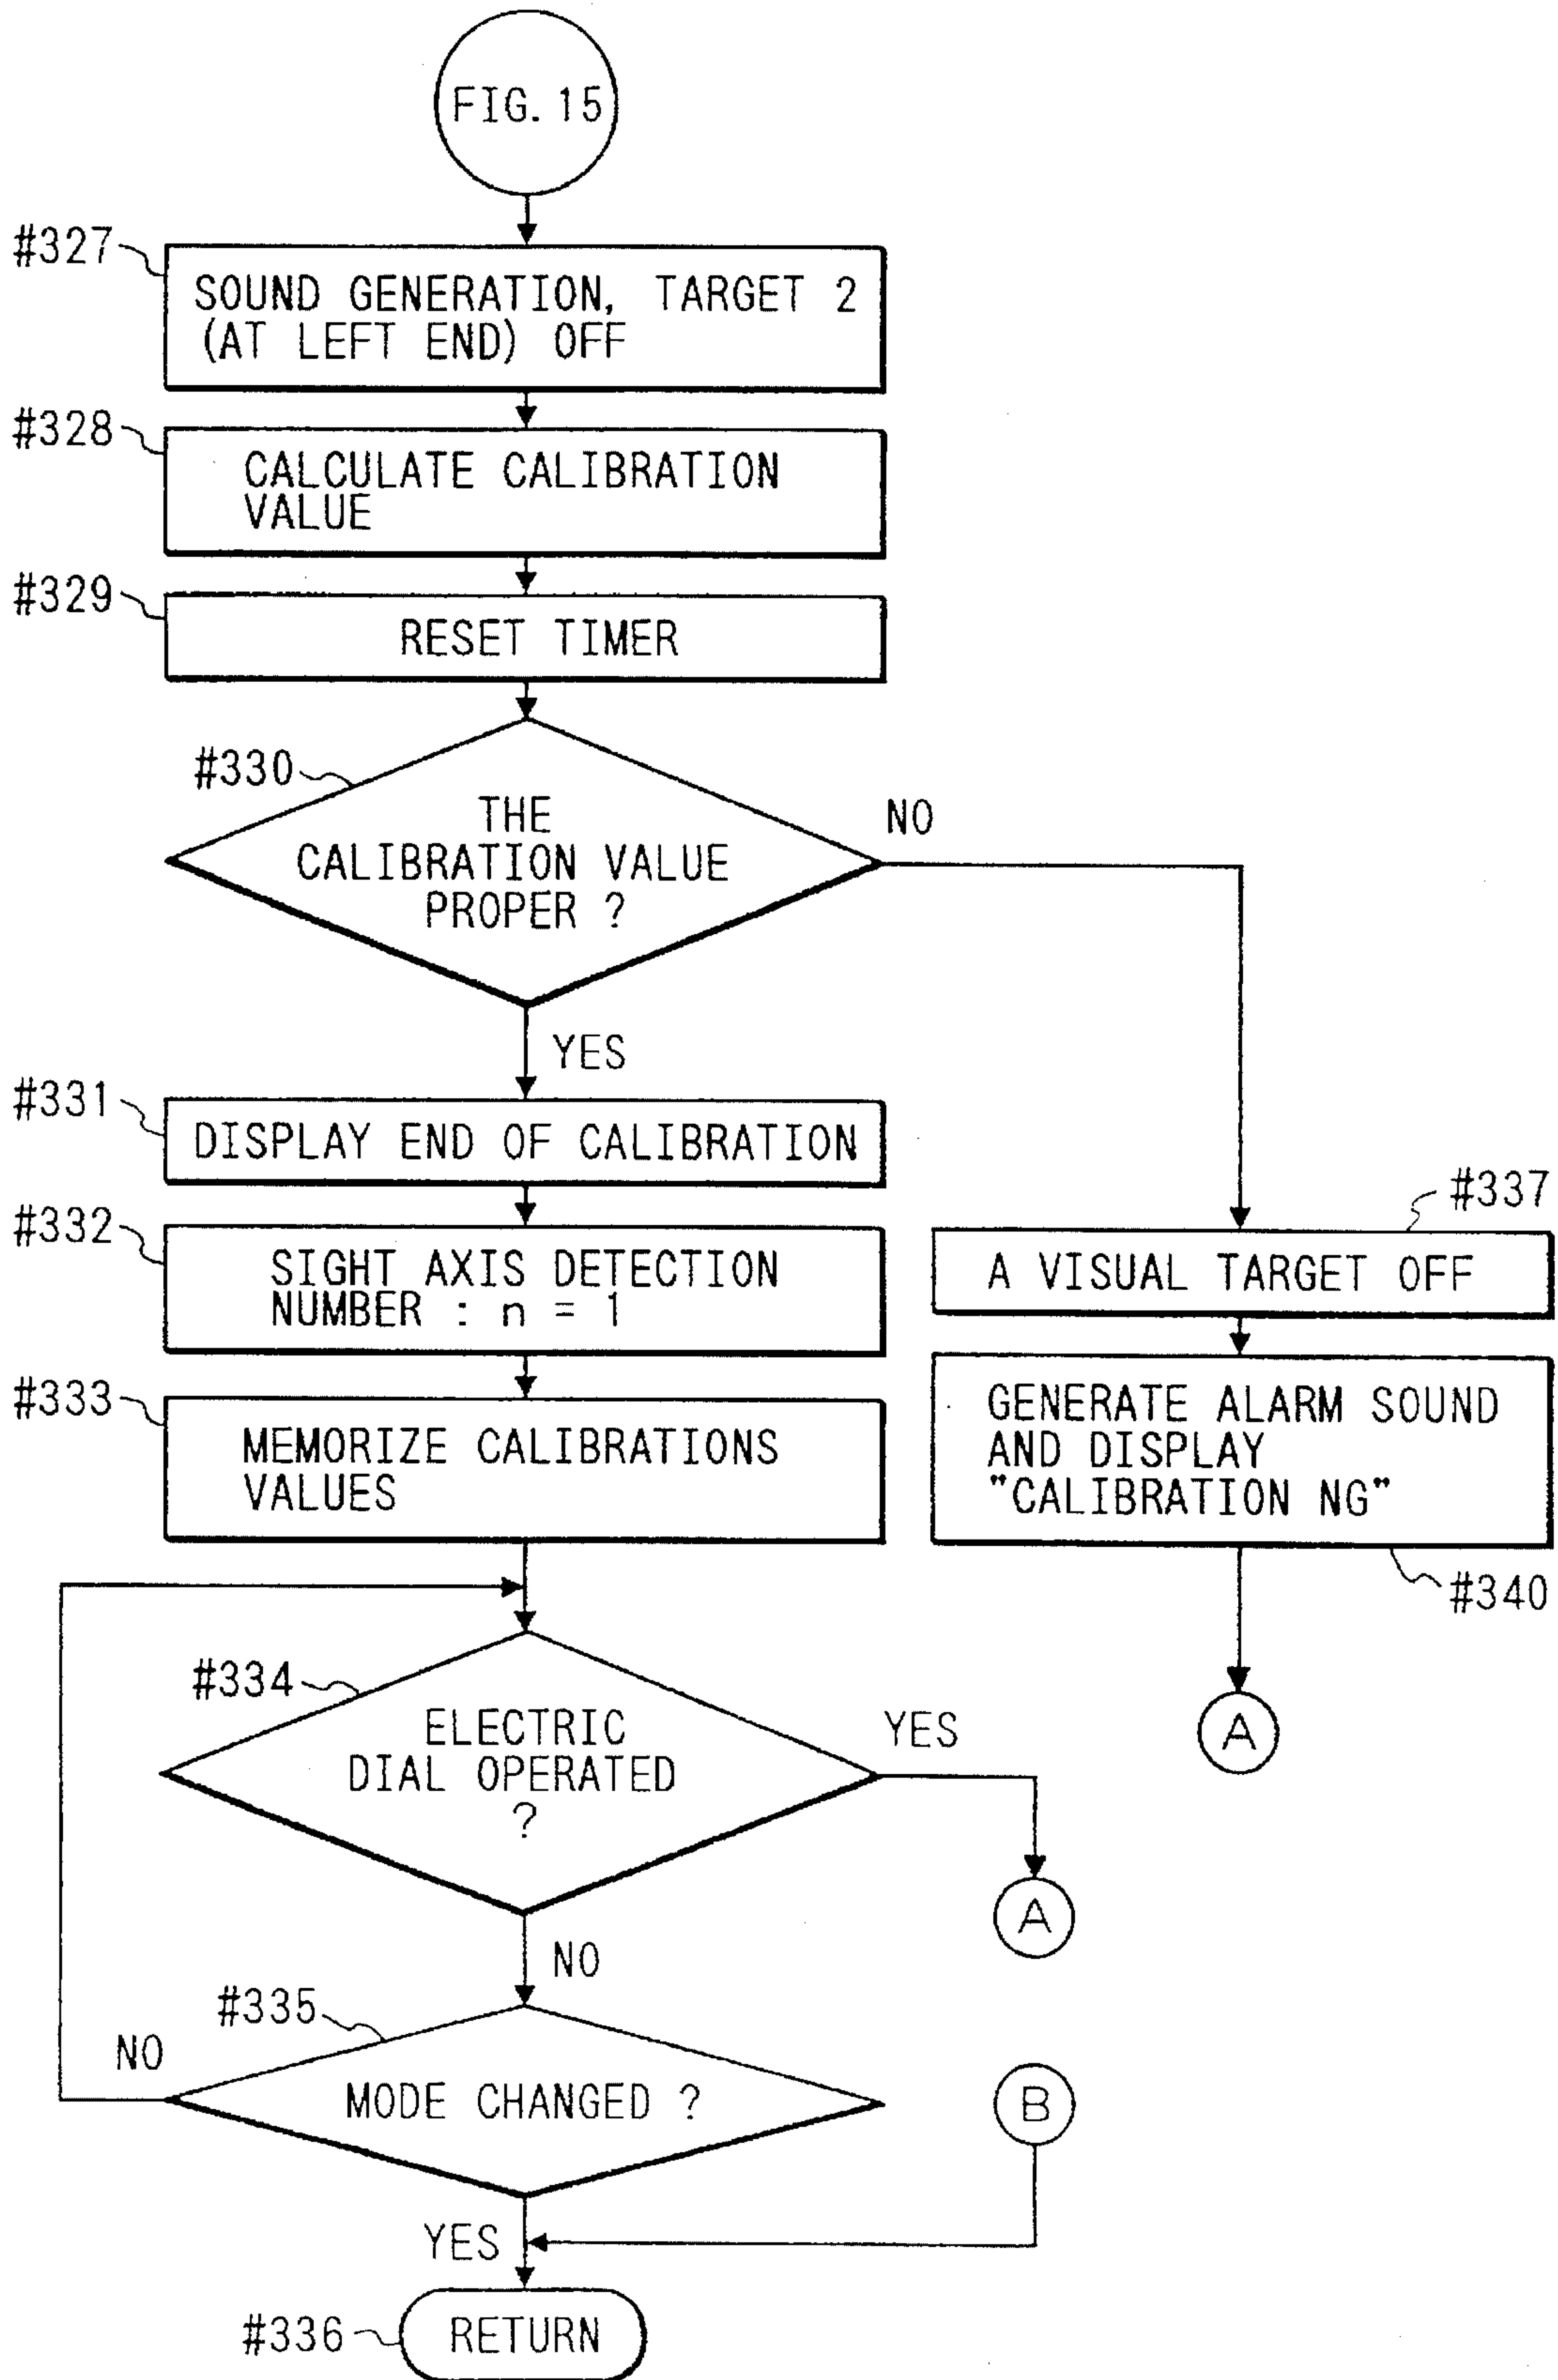 FIG. 15
#327
SOUND GENERATION, TARGET 2
(AT LEFT END) OFF
#328
CALCULATE CALIBRATION
VALUE
#329
RESET TIMER
#330
THE
CALIBRATION VALUE
PROPER ?
NO
YES
#331
DISPLAY END OF CALIBRATION
#332
SIGHT AXIS DETECTION
NUMBER : n = 1
#333
MEMORIZE CALIBRATIONS
VALUES
#337
A VISUAL TARGET OFF
GENERATE ALARM SOUND
AND DISPLAY
"CALIBRATION NG"
#340
A
#334
ELECTRIC
DIAL OPERATED
?
YES
A
NO
#335
NO
MODE CHANGED ?
B
YES
#336
RETURN